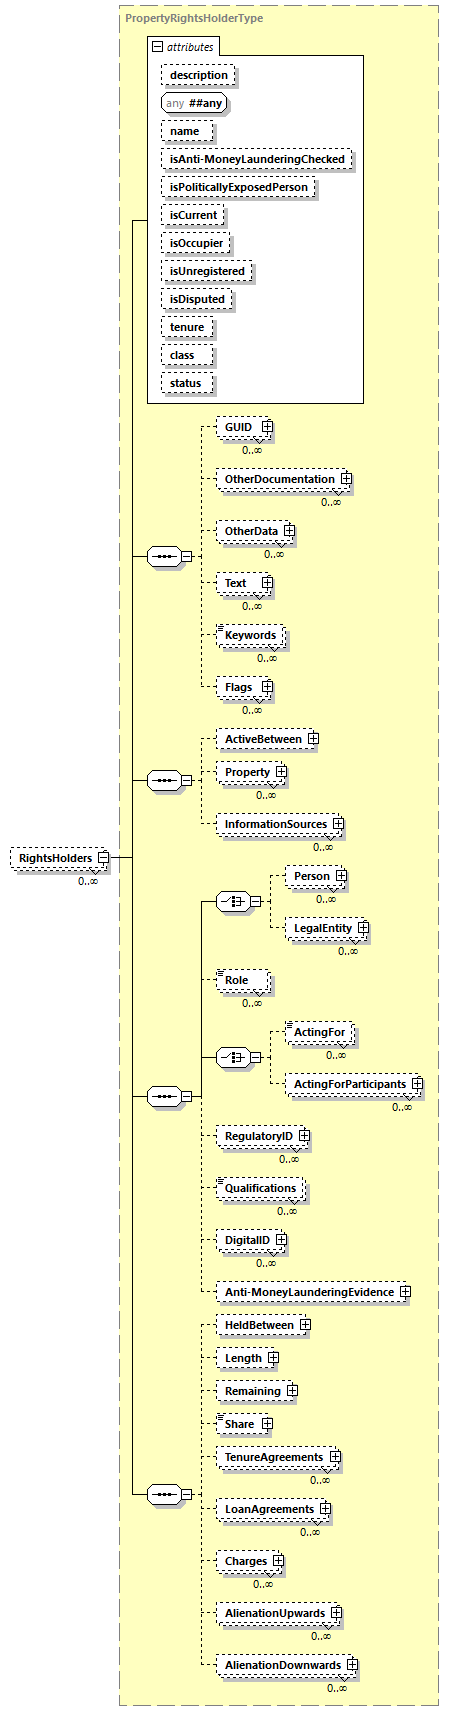 PropertyRightsHolderType
attributes
description
any ##any
name
isAnti-MoneyLaunderingChecked
isPoliticallyExposedPerson
isCurrent
isOccupier
isUnregistered
isDisputed
tenure
class
status
GUID
0..∞
OtherDocumentation
0..∞
OtherData
0..∞
Text
0..∞
Keywords
0..∞
Flags
0..∞
ActiveBetween
Property
0..∞
InformationSources
0..∞
RightsHolders
0..∞
Person
0..∞
LegalEntity
0..∞
Role
0..∞
ActingFor
0..∞
ActingForParticipants
0..∞
RegulatoryID
0..∞
Qualifications
0..∞
DigitalID
0..∞
Anti-MoneyLaunderingEvidence
HeldBetween
Length
Remaining
Share
TenureAgreements
0..∞
LoanAgreements
0..∞
Charges
0..∞
AlienationUpwards
0..∞
AlienationDownwards
0..∞